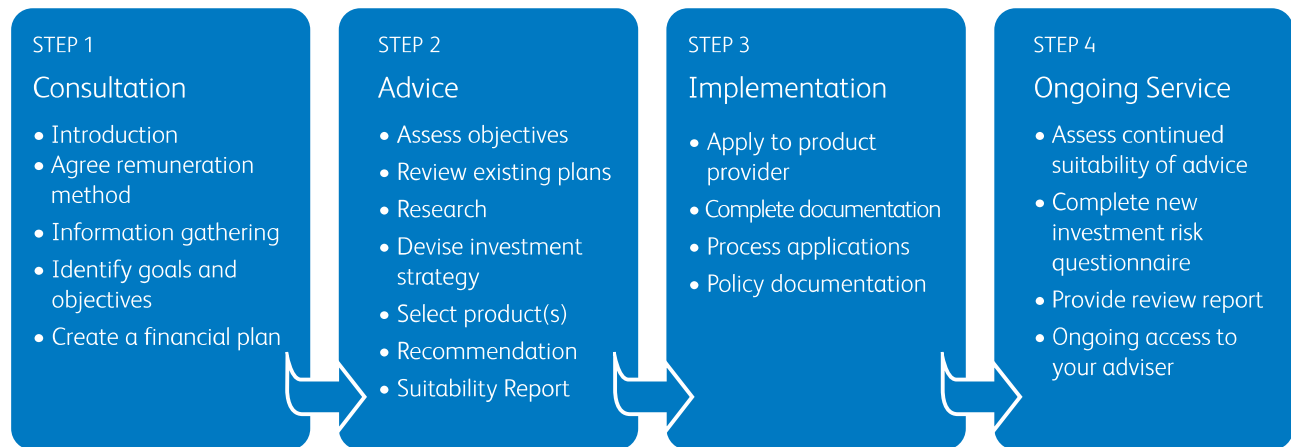 STEP 1
Consultation
• Introduction
• Agree remuneration
method
• Information gathering
• Identify goals and
objectives
• Create a financial plan
STEP 2
Advice
• Assess objectives
• Review existing plans
• Research
• Devise investment
strategy
• Select product(s)
• Recommendation
• Suitability Report
STEP 3
Implementation
• Apply to product
provider
• Complete documentation
• Process applications
• Policy documentation
STEP 4
Ongoing Service
• Assess continued
suitability of advice
• Complete new
investment risk
questionnaire
• Provide review report
• Ongoing access to
your adviser